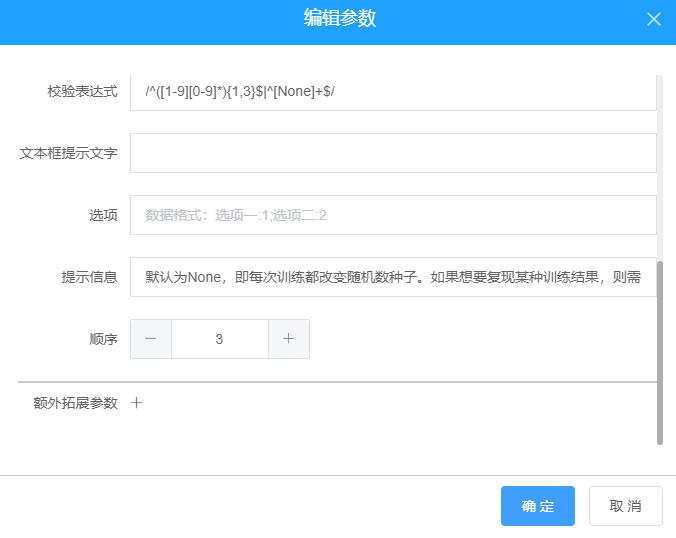 编辑参数
校验表达式
/^([1-9][0-9]*){1,3}$|^[None]+$/
文本框提示文字
选项
数据格式：选项一:1;选项二:2
提示信息
默认为None，即每次训练都改变随机数种子。如果想要复现某种训练结果，则需
顺序
3
额外拓展参数
确 定
取 消